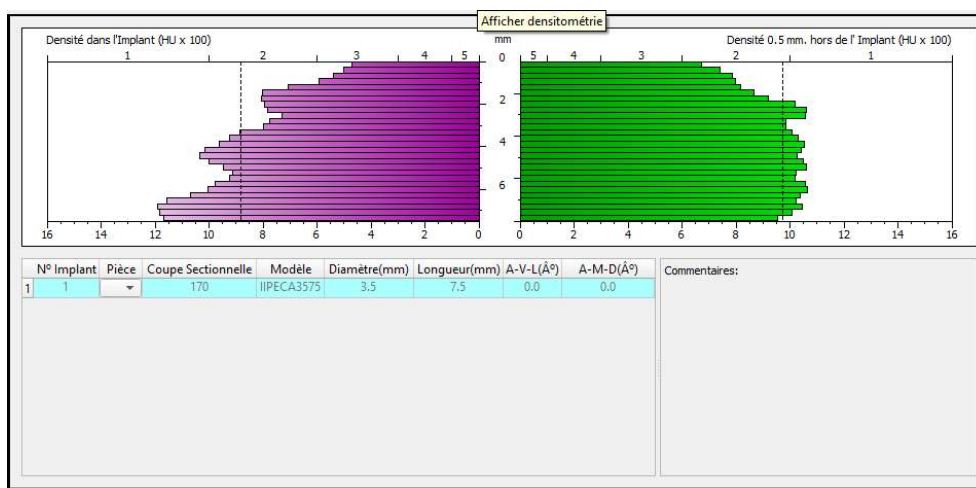 Afficher densitométrie
Densité dans l'Implant (HU x 100)
mm
Densité 0.5 mm. hors de l' Implant (HU x 100)
1 2 3 4 5 0 5 4 3 2 1
2
4
6
16 14 12 10 8 6 4 2 0 0 2 4 6 8 10 12 14 16
Nº Implant Pièce Coupe Sectionnelle Modèle Diamètre(mm) Longueur(mm) A-V-L(Âº) A-M-D(Âº)
1 1 170 IIPECA3575 3.5 7.5 0.0 0.0
Commentaires: